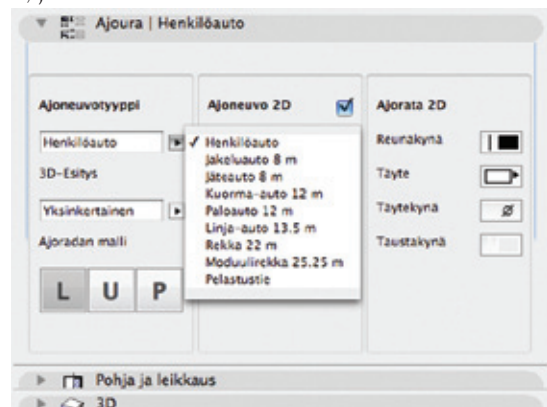 Ajoura | Henkilöauto
Ajoneuvotyyppi
Henkilöauto
3D-Esitys
Yksinkertainen
Ajoradan malli
L U P
Ajoneuvo 2D
✓ Henkilöauto
Jakeluauto 8 m
Jäteauto 8 m
Kuorma-auto 12 m
Paloauto 12 m
Linja-auto 13.5 m
Rekka 22 m
Moduulirekka 25.25 m
Pelastustie
Ajorata 2D
Reunakynä
Täyte
Täytekynä
Taustakynä
Pohja ja leikkaus
3D